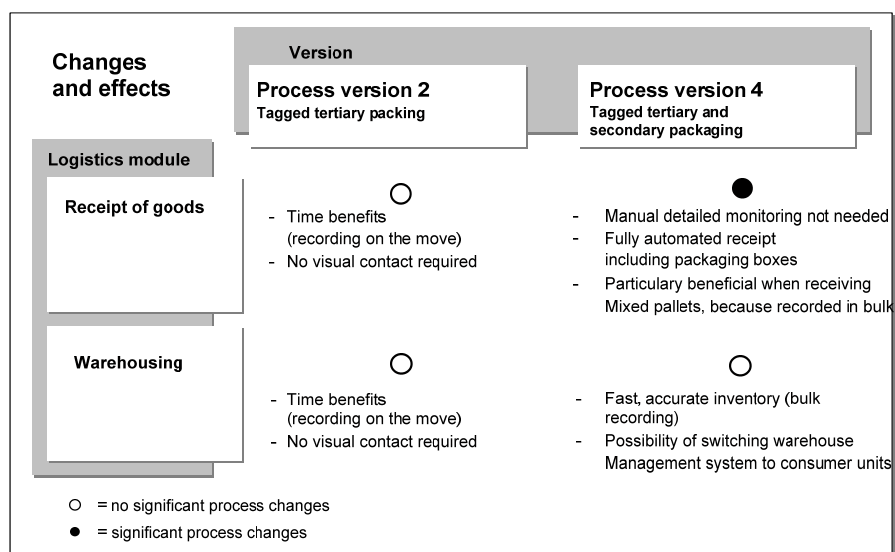 Changes
and effects
Version
Process version 2
Tagged tertiary packing
Process version 4
Tagged tertiary and
secondary packaging
Logistics module
Receipt of goods
- Time benefits
(recording on the move)
- No visual contact required
- Manual detailed monitoring not needed
- Fully automated receipt
including packaging boxes
- Particulary beneficial when receiving
Mixed pallets, because recorded in bulk
Warehousing
- Time benefits
(recording on the move)
- No visual contact required
- Fast, accurate inventory (bulk
recording)
- Possibility of switching warehouse
Management system to consumer units
○ = no significant process changes
● = significant process changes